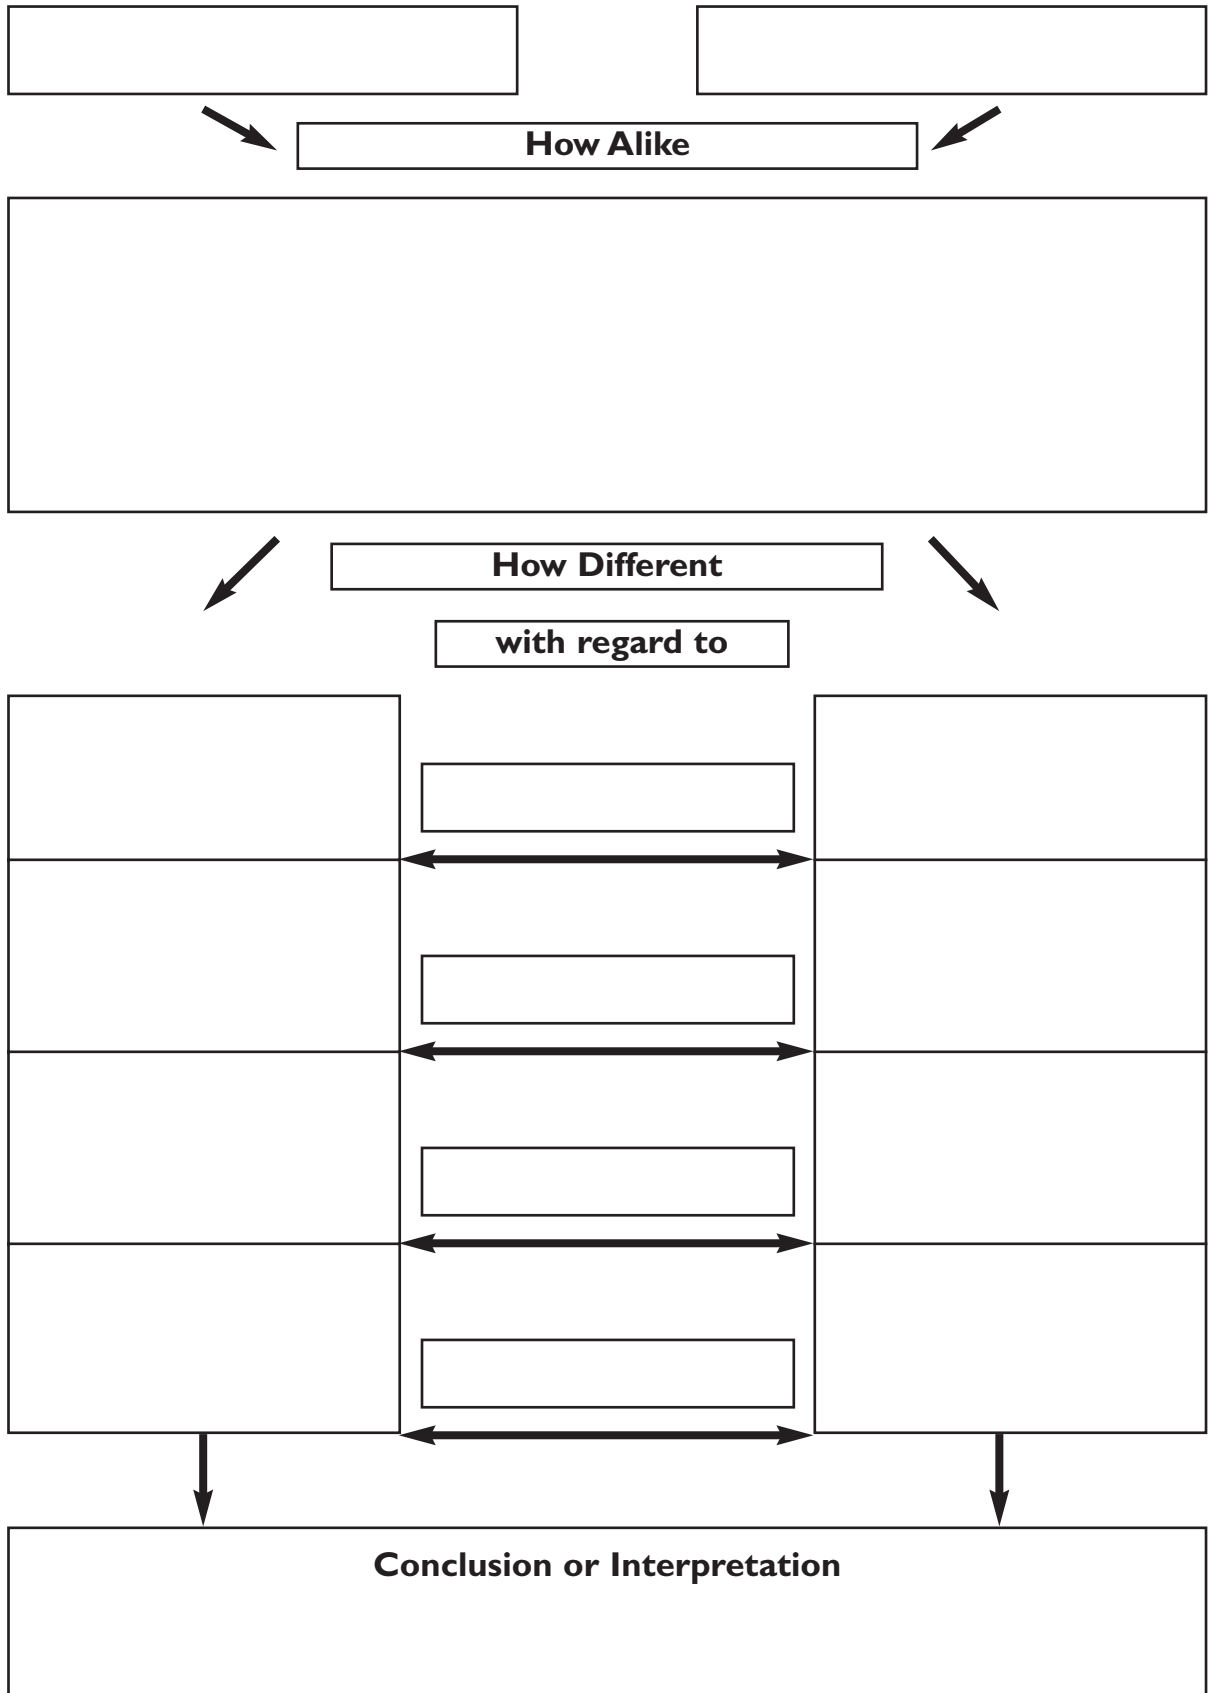 How Alike
How Different
with regard to
Conclusion or Interpretation